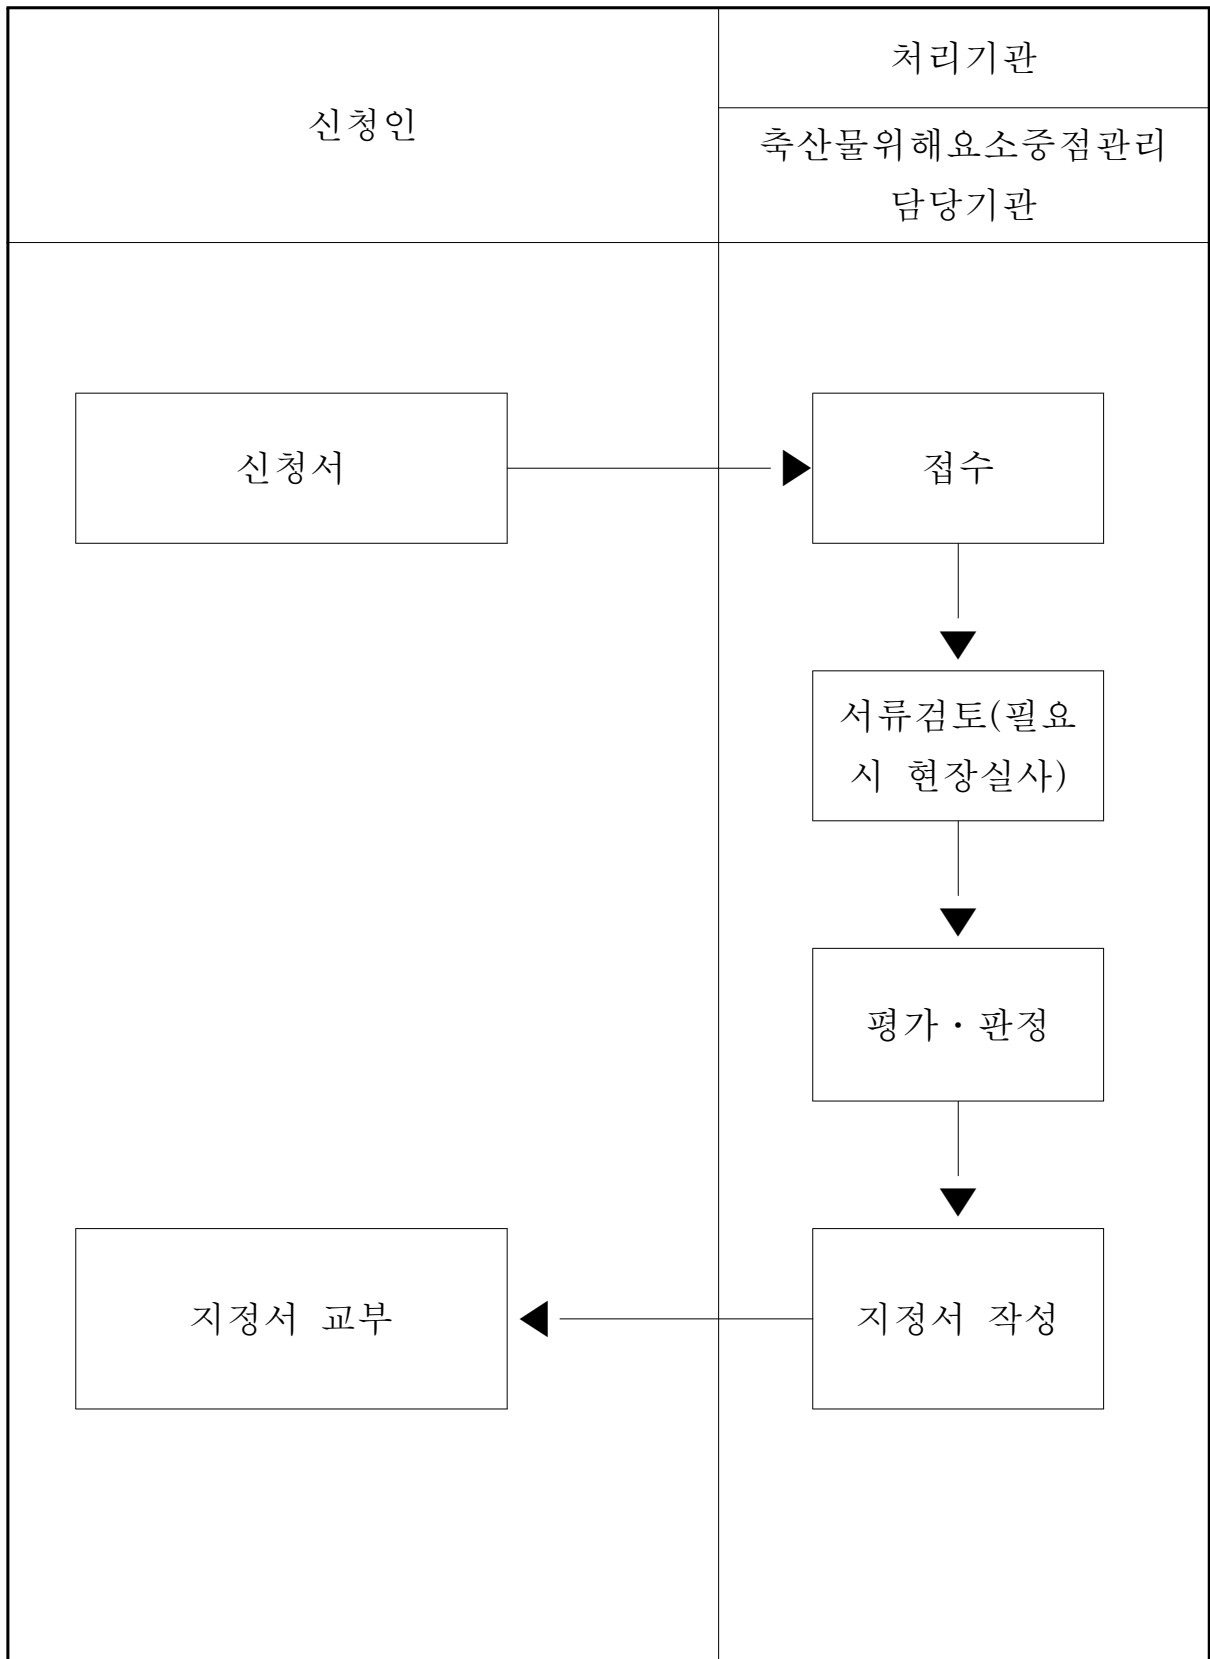 신청인
처리기관
축산물위해요소중점관리
담당기관
신청서
접수
서류검토(필요
시 현장실사)
평가·판정
지정서 교부
지정서 작성